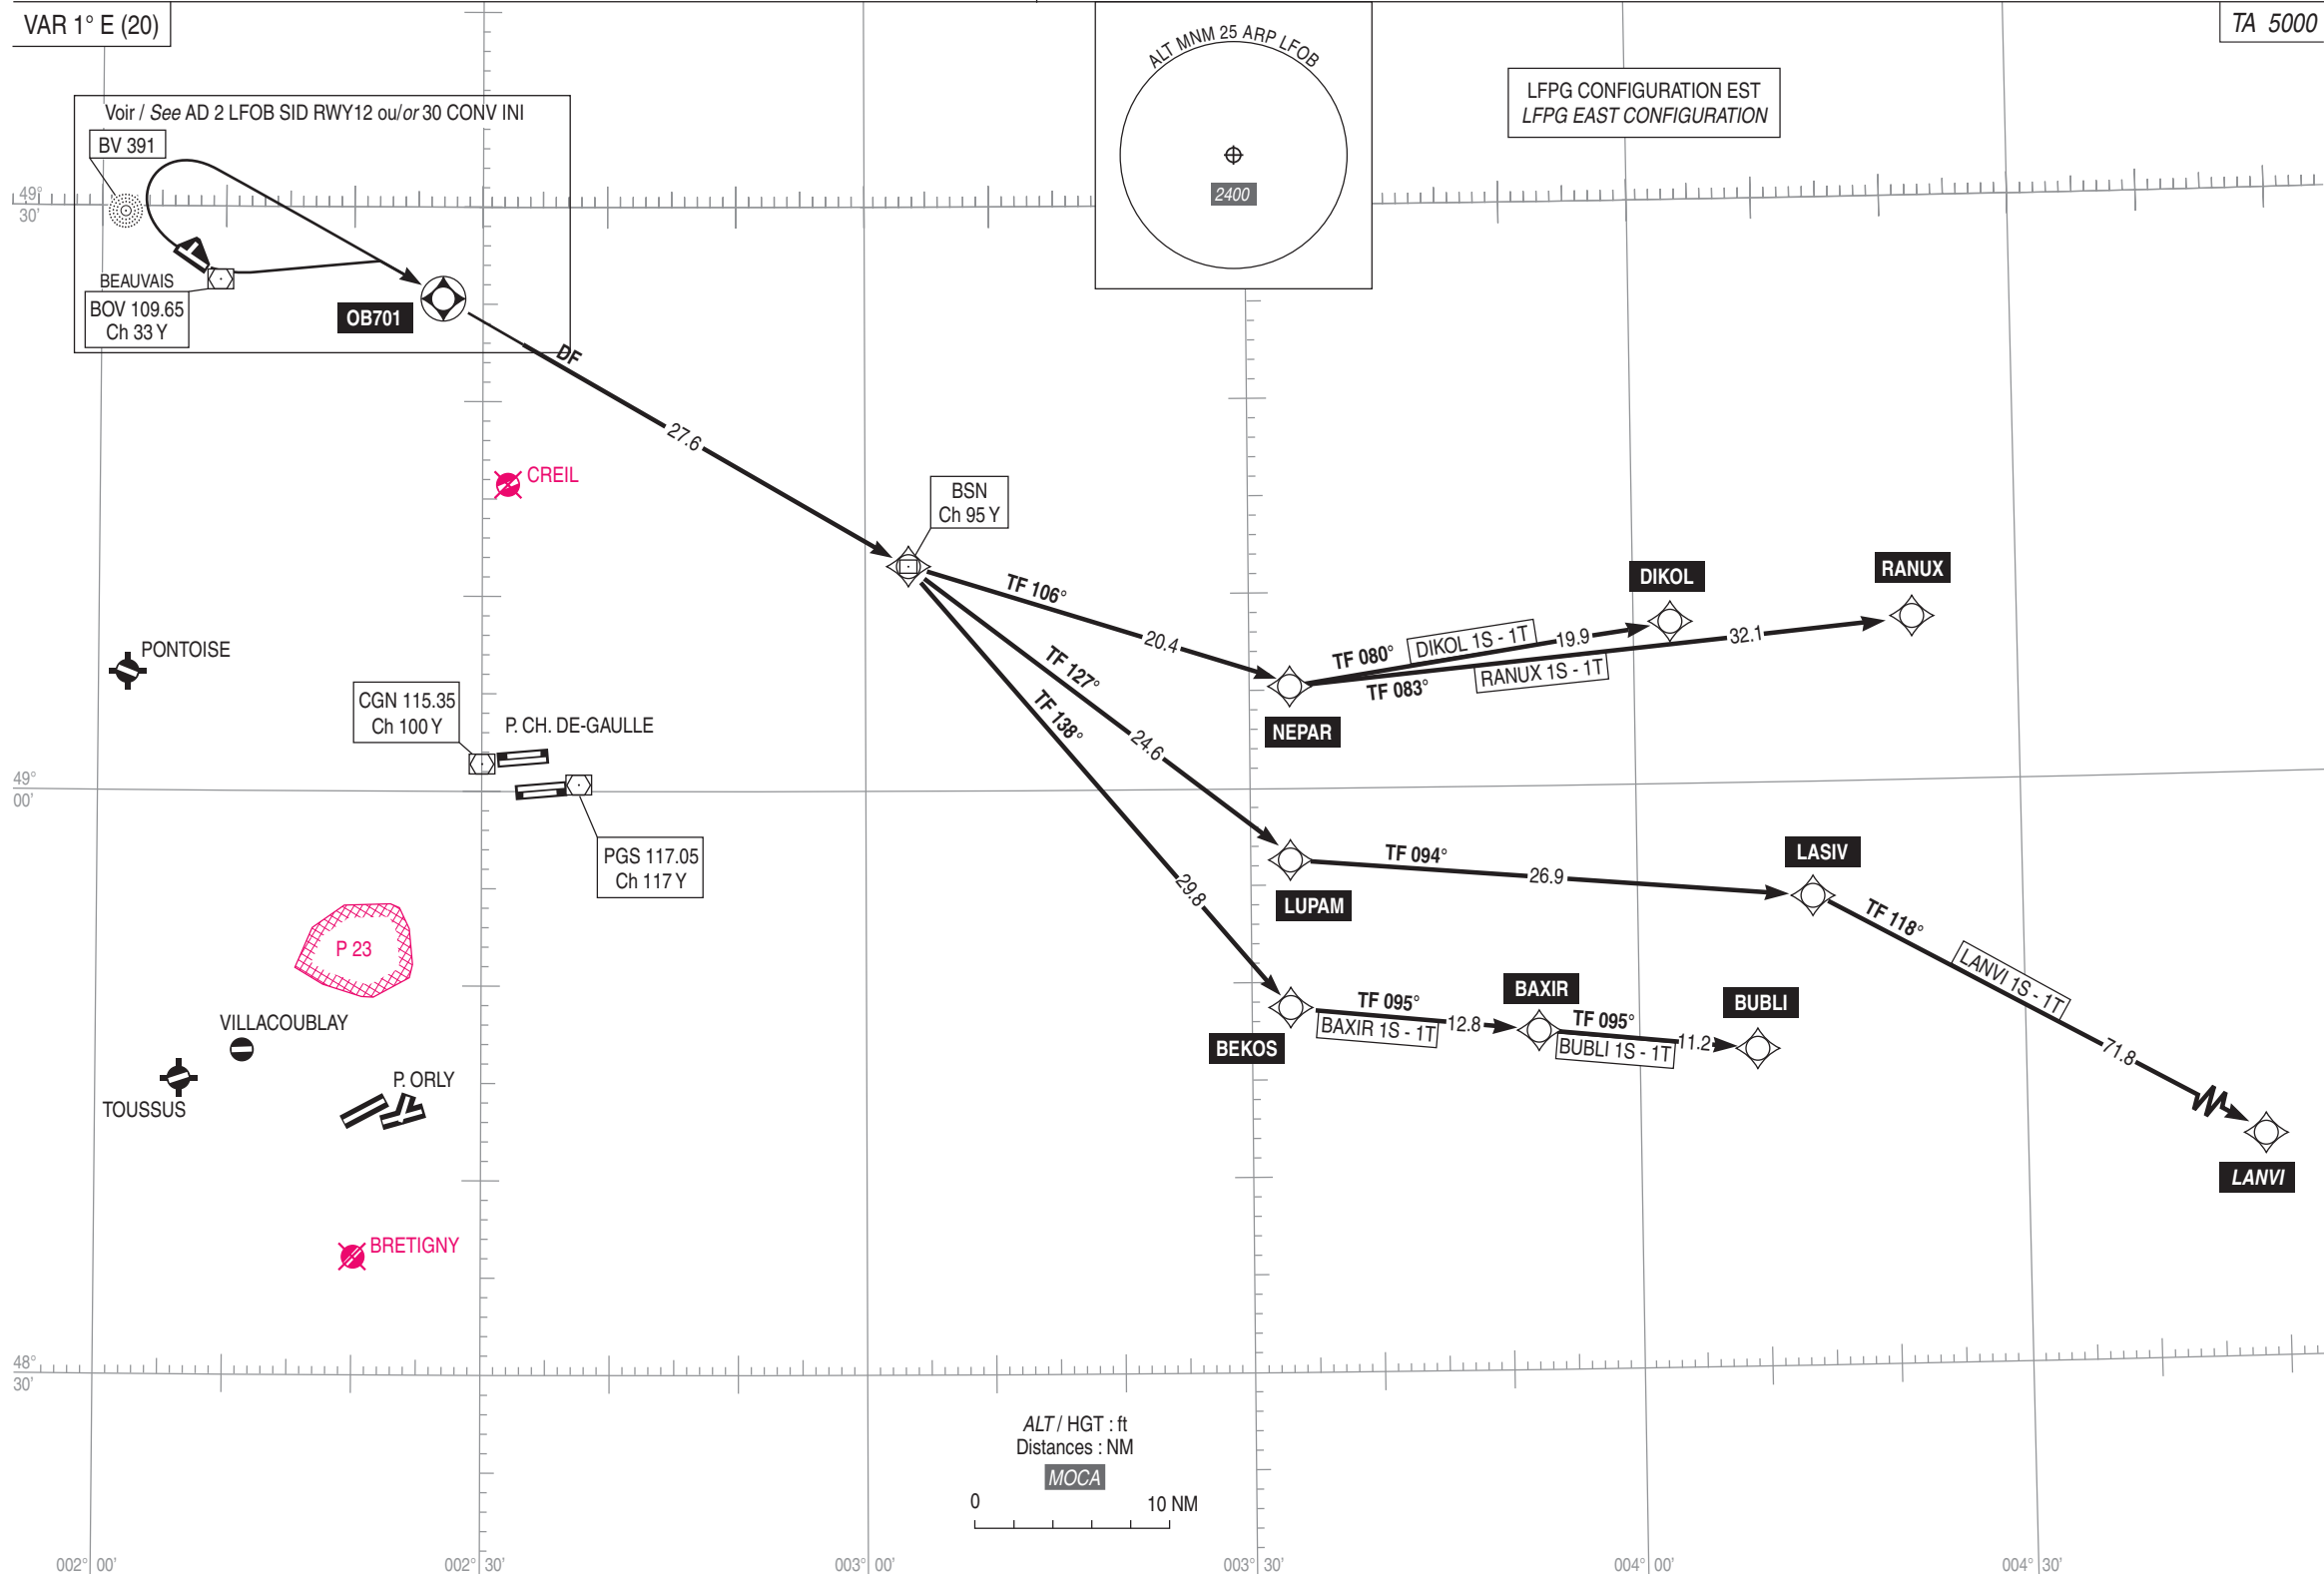 VAR 1° E (20)
TA 5000
ALT MNM 25 ARP LFOB
2400
LFPG CONFIGURATION EST
LFPG EAST CONFIGURATION
Voir / See AD 2 LFOB SID RWY12 ou/or 30 CONV INI
BV 391
49°
30'
BEAUVAIS
BOV 109.65
Ch 33 Y
OB701
DF
27.6
CREIL
BSN
Ch 95 Y
TF 106°
20.4
TF 127°
24.6
TF 138°
29.8
DIKOL
RANUX
TF 080°
DIKOL 1S - 1T
19.9
32.1
TF 083°
RANUX 1S - 1T
NEPAR
PONTOISE
CGN 115.35
Ch 100 Y
P. CH. DE-GAULLE
49°
00'
PGS 117.05
Ch 117 Y
LUPAM
TF 094°
26.9
LASIV
TF 118°
LANVI 1S - 1T
71.8
LANVI
P 23
BEKOS
TF 095°
BAXIR 1S - 1T
12.8
BAXIR
TF 095°
BUBLI 1S - 1T
11.2
BUBLI
VILLACOUBLAY
TOUSSUS
P. ORLY
BRETIGNY
48°
30'
ALT / HGT : ft
Distances : NM
MOCA
0
10 NM
002° 00'
002° 30'
003° 00'
003° 30'
004° 00'
004° 30'